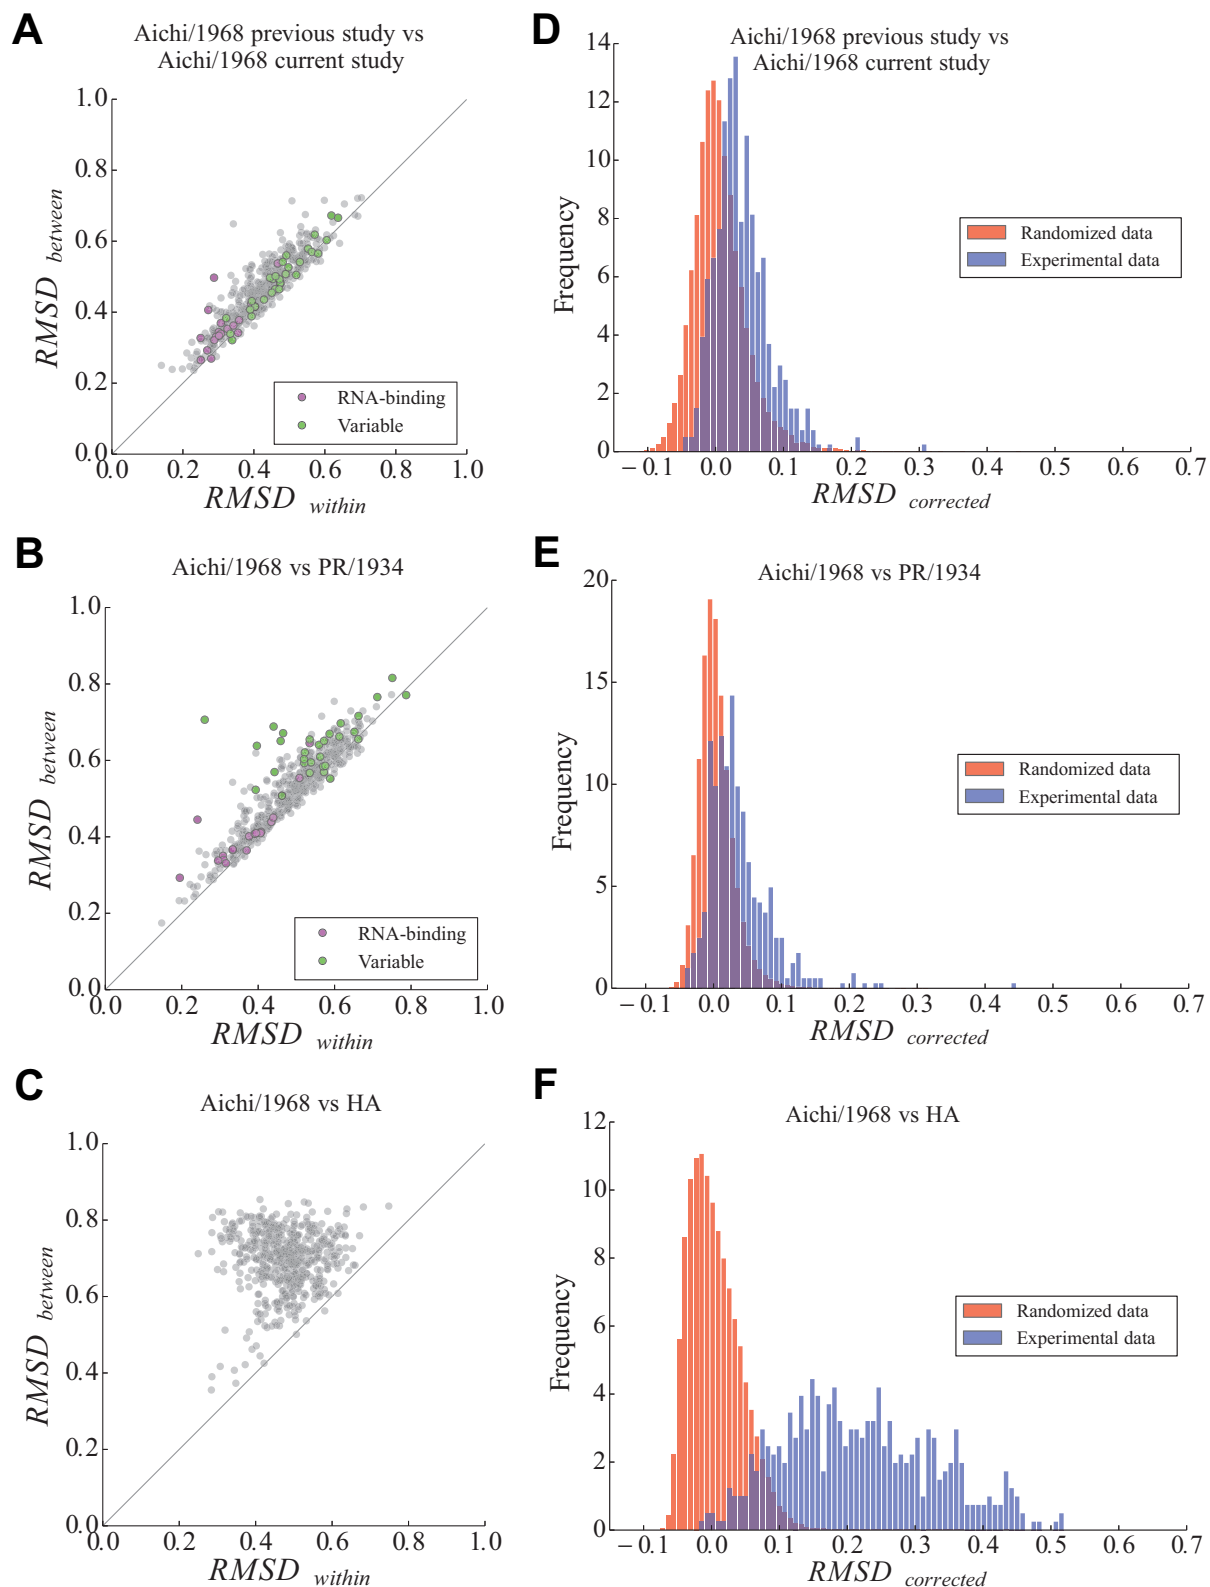 A
Aichi/1968 previous study vs
Aichi/1968 current study
1.0
0.8
0.6
0.4
0.2
0.0
RMSD between
RNA-binding
Variable
0.0 0.2 0.4 0.6 0.8 1.0
RMSD within
D
Aichi/1968 previous study vs
Aichi/1968 current study
14
12
10
8
6
4
2
0
Frequency
Randomized data
Experimental data
−0.1 0.0 0.1 0.2 0.3 0.4 0.5 0.6 0.7
RMSD corrected
B
Aichi/1968 vs PR/1934
1.0
0.8
0.6
0.4
0.2
0.0
RMSD between
RNA-binding
Variable
0.0 0.2 0.4 0.6 0.8 1.0
RMSD within
E
Aichi/1968 vs PR/1934
20
15
10
5
0
Frequency
Randomized data
Experimental data
−0.1 0.0 0.1 0.2 0.3 0.4 0.5 0.6 0.7
RMSD corrected
C
Aichi/1968 vs HA
1.0
0.8
0.6
0.4
0.2
0.0
RMSD between
0.0 0.2 0.4 0.6 0.8 1.0
RMSD within
F
Aichi/1968 vs HA
12
10
8
6
4
2
0
Frequency
Randomized data
Experimental data
−0.1 0.0 0.1 0.2 0.3 0.4 0.5 0.6 0.7
RMSD corrected